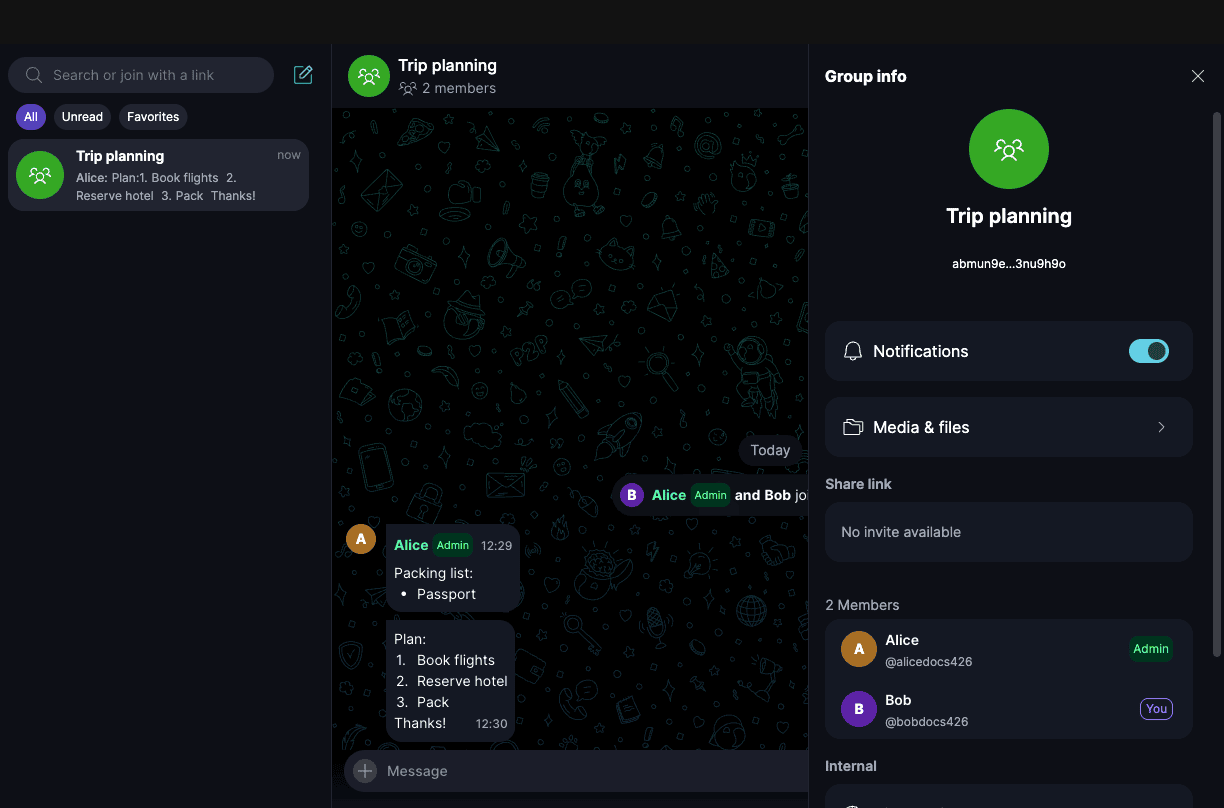 Search or join with a link
All
Unread
Favorites
Trip planning
now
Alice: Plan:1. Book flights 2.
Reserve hotel 3. Pack Thanks!
Trip planning
2 members
Today
B Alice Admin and Bob joi
A
Alice Admin 12:29
Packing list:
• Passport
Plan:
1. Book flights
2. Reserve hotel
3. Pack
Thanks! 12:30
Message
Group info
Trip planning
abmun9e...3nu9h9o
Notifications
Media & files
Share link
No invite available
2 Members
A
Alice
@alicedocs426
Admin
B
Bob
@bobdocs426
You
Internal